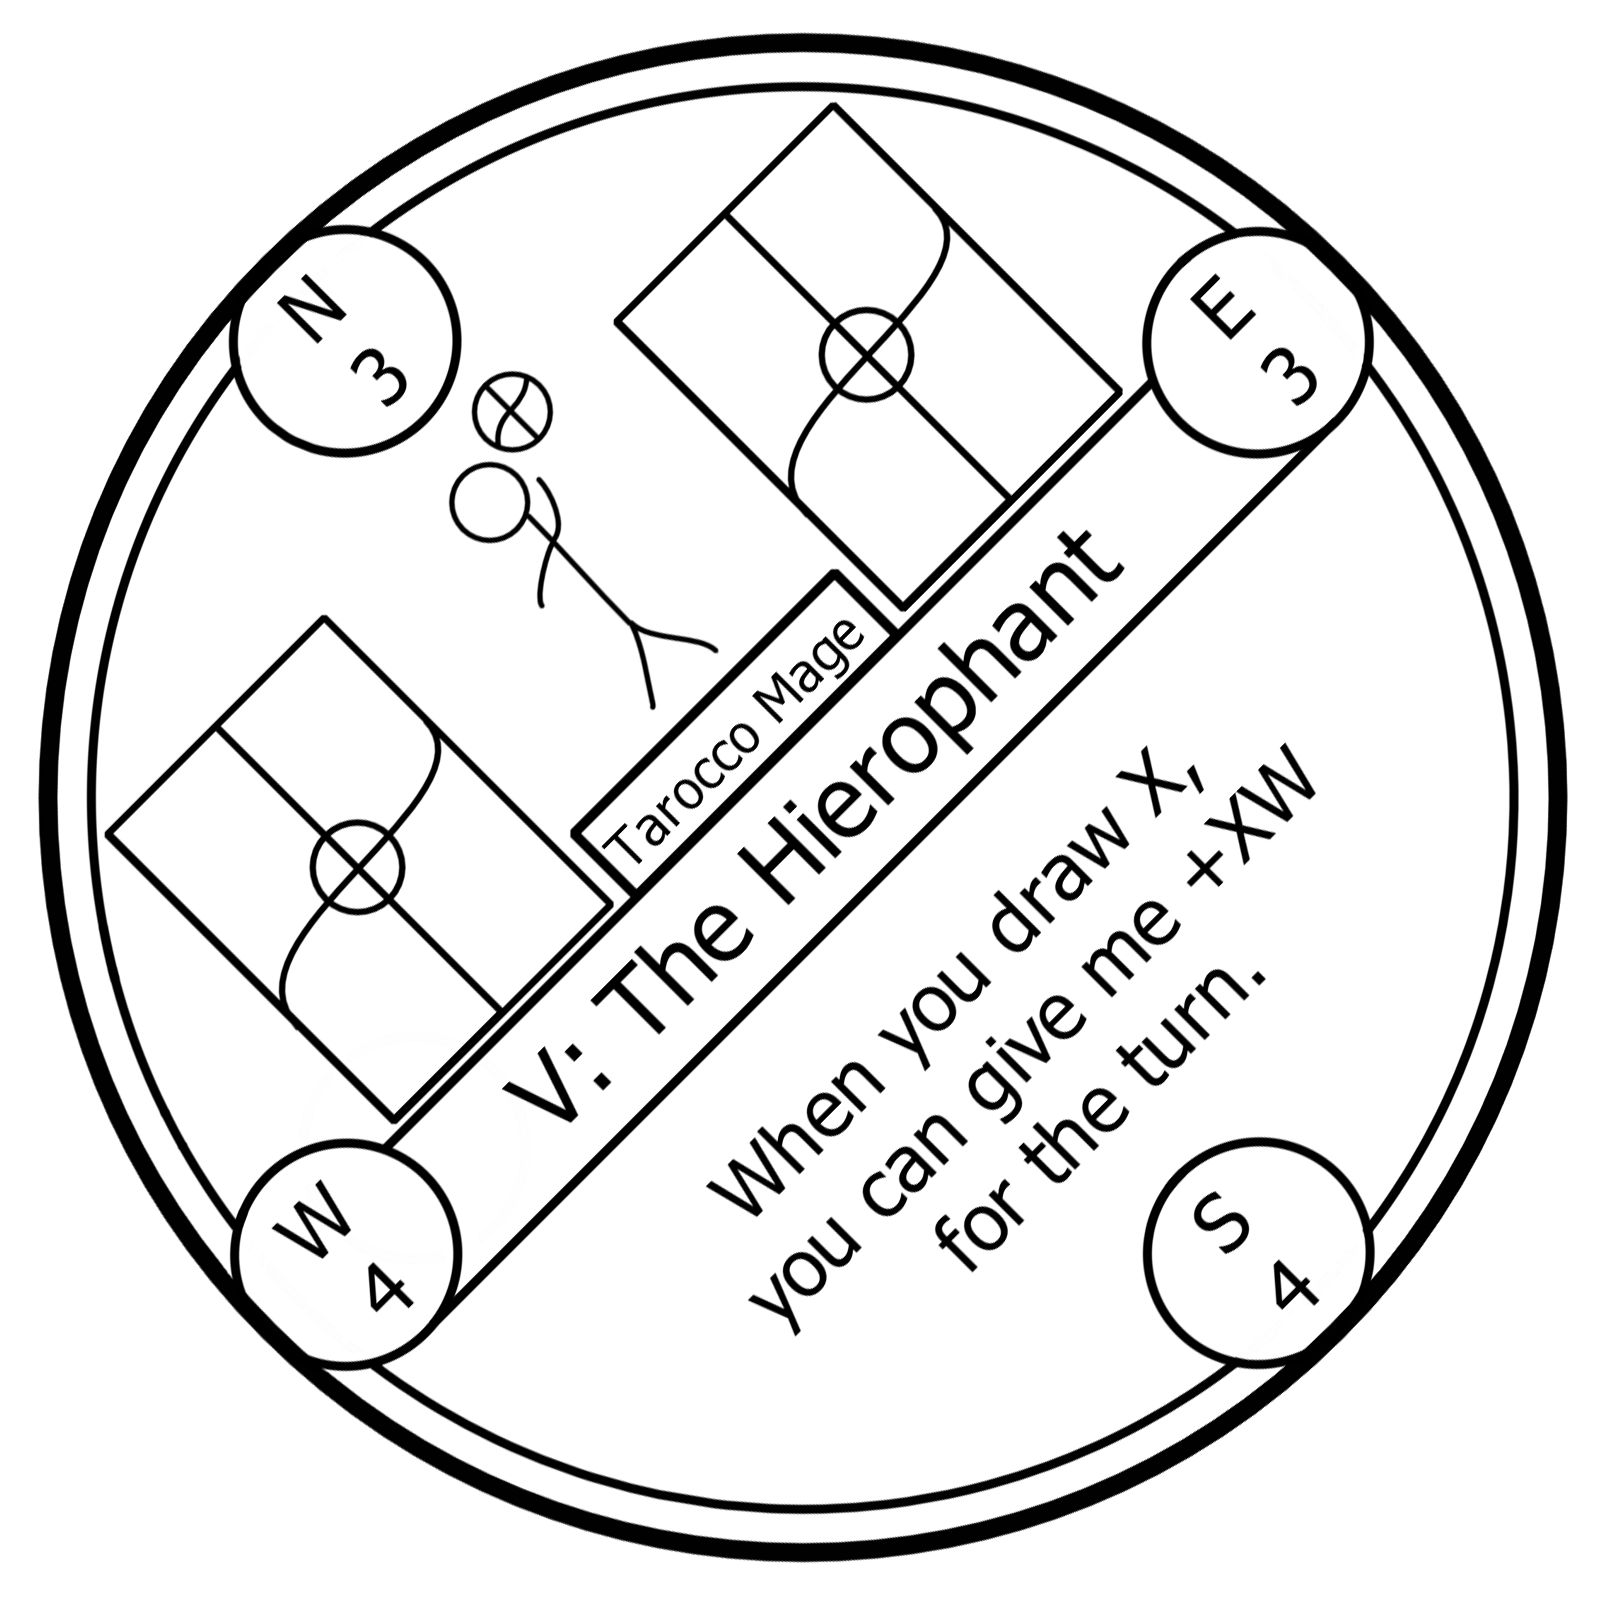 N
3
E
3
Tarocco Mage
V: The Hierophant
When you draw X,
you can give me +XW
for the turn.
W
4
S
4